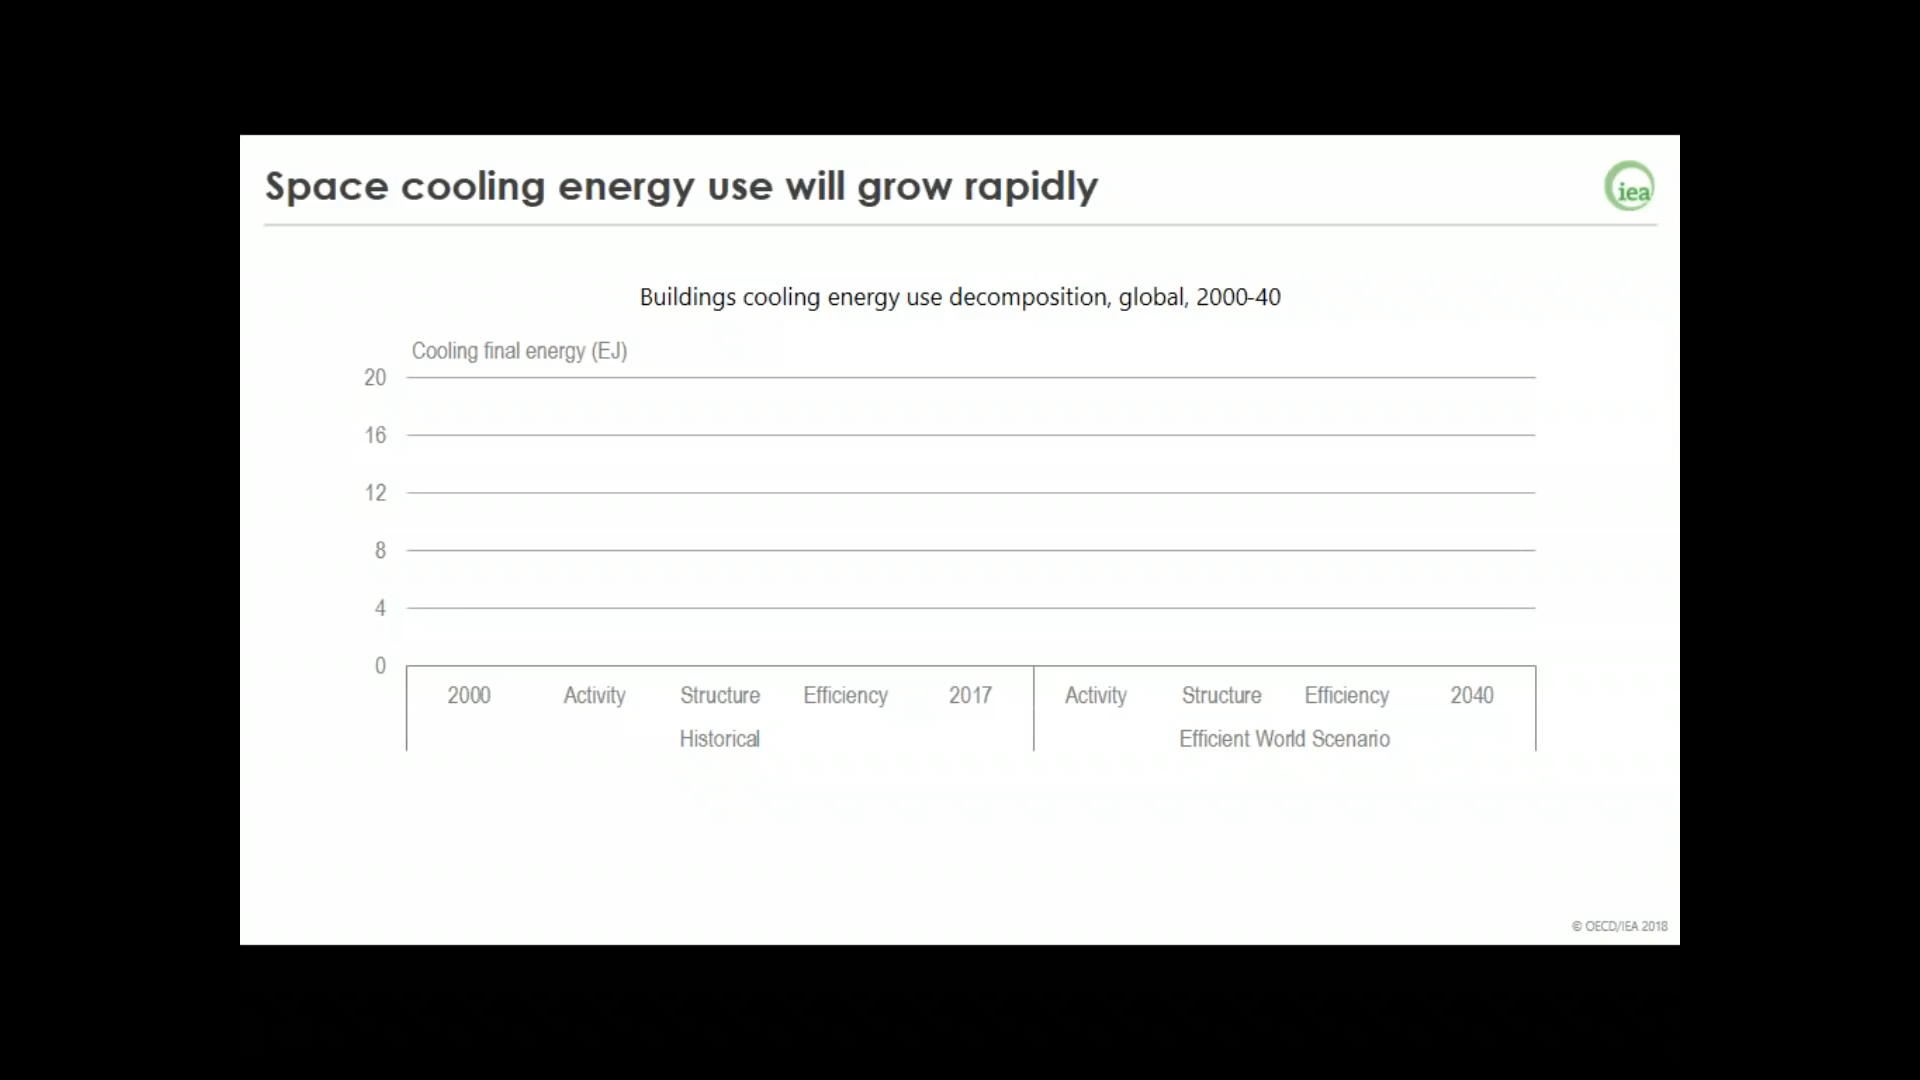 Space cooling energy use will grow rapidly
iea
Buildings cooling energy use decomposition, global, 2000-40
Cooling final energy (EJ)
20
16
12
8
4
0
2000 Activity Structure Efficiency 2017 Activity Structure Efficiency 2040
Historical Efficient World Scenario
© OECD/IEA 2018